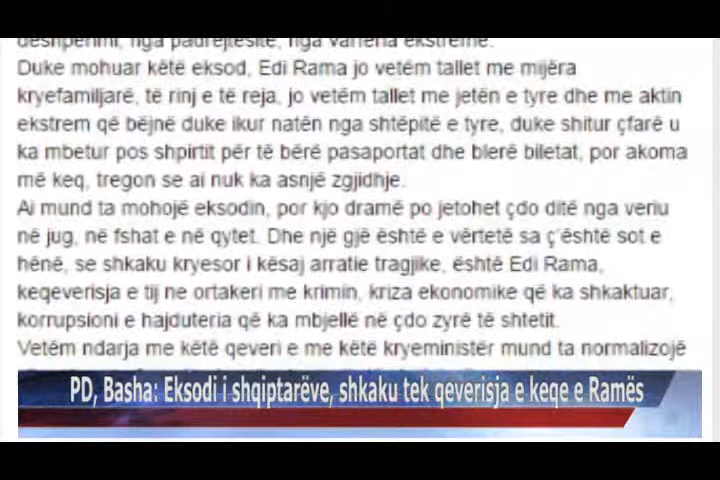 dëshpërimi, nga padrejtësitë, nga varfëria ekstreme.
Duke mohuar këtë eksod, Edi Rama jo vetëm tallet me mijëra
kryefamiljarë, të rinj e të reja, jo vetëm tallet me jetën e tyre dhe me aktin
ekstrem që bëjnë duke ikur natën nga shtëpitë e tyre, duke shitur çfarë u
ka mbetur pos shpirtit për të bërë pasaportat dhe blerë biletat, por akoma
më keq, tregon se ai nuk ka asnjë zgjidhje.
Ai mund ta mohojë eksodin, por kjo dramë po jetohet çdo ditë nga veriu
në jug, në fshat e në qytet. Dhe një gjë është e vërtetë sa ç'është sot e
hënë, se shkaku kryesor i kësaj arratie tragjike, është Edi Rama,
keqeverisja e tij ne ortakeri me krimin, kriza ekonomike që ka shkaktuar,
korrupsioni e hajduteria që ka mbjellë në çdo zyrë të shtetit.
Vetëm ndarja me këtë qeveri e me këtë kryeministër mund ta normalizojë
PD, Basha: Eksodi i shqiptarëve, shkaku tek qeverisja e keqe e Ramës